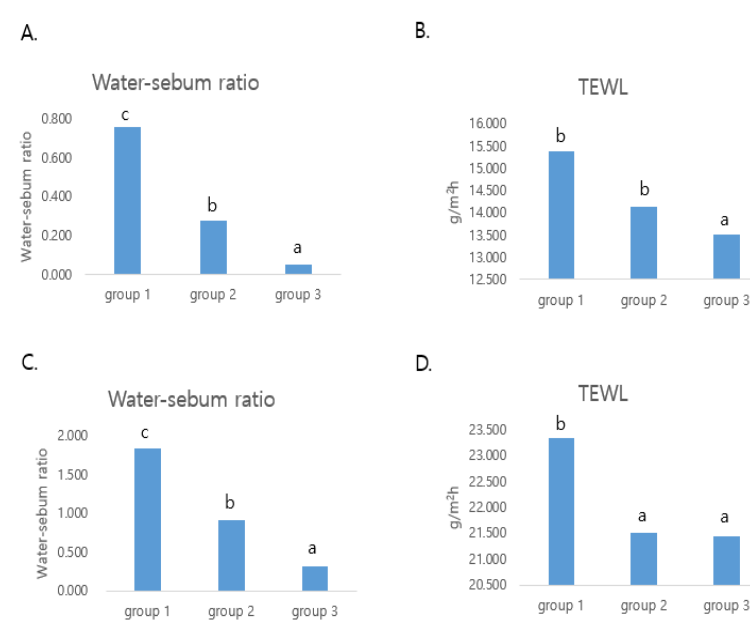 A.
Water-sebum ratio
Water-sebum ratio
0.800
0.600
0.400
0.200
0.000
c
b
a
group 1 group 2 group 3
B.
TEWL
g/m²h
16.000
15.500
15.000
14.500
14.000
13.500
13.000
12.500
b
b
a
group 1 group 2 group 3
C.
Water-sebum ratio
Water-sebum ratio
2.000
1.500
1.000
0.500
0.000
c
b
a
group 1 group 2 group 3
D.
TEWL
g/m²h
23.500
23.000
22.500
22.000
21.500
21.000
20.500
b
a
a
group 1 group 2 group 3